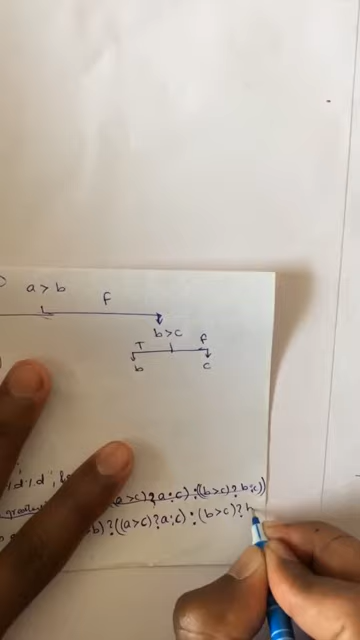 a > b
f
b > c
T f
b c
(a>c)?a:c):((b>c)?b:c))
b)?((a>c)?a:c):(b>c)?b